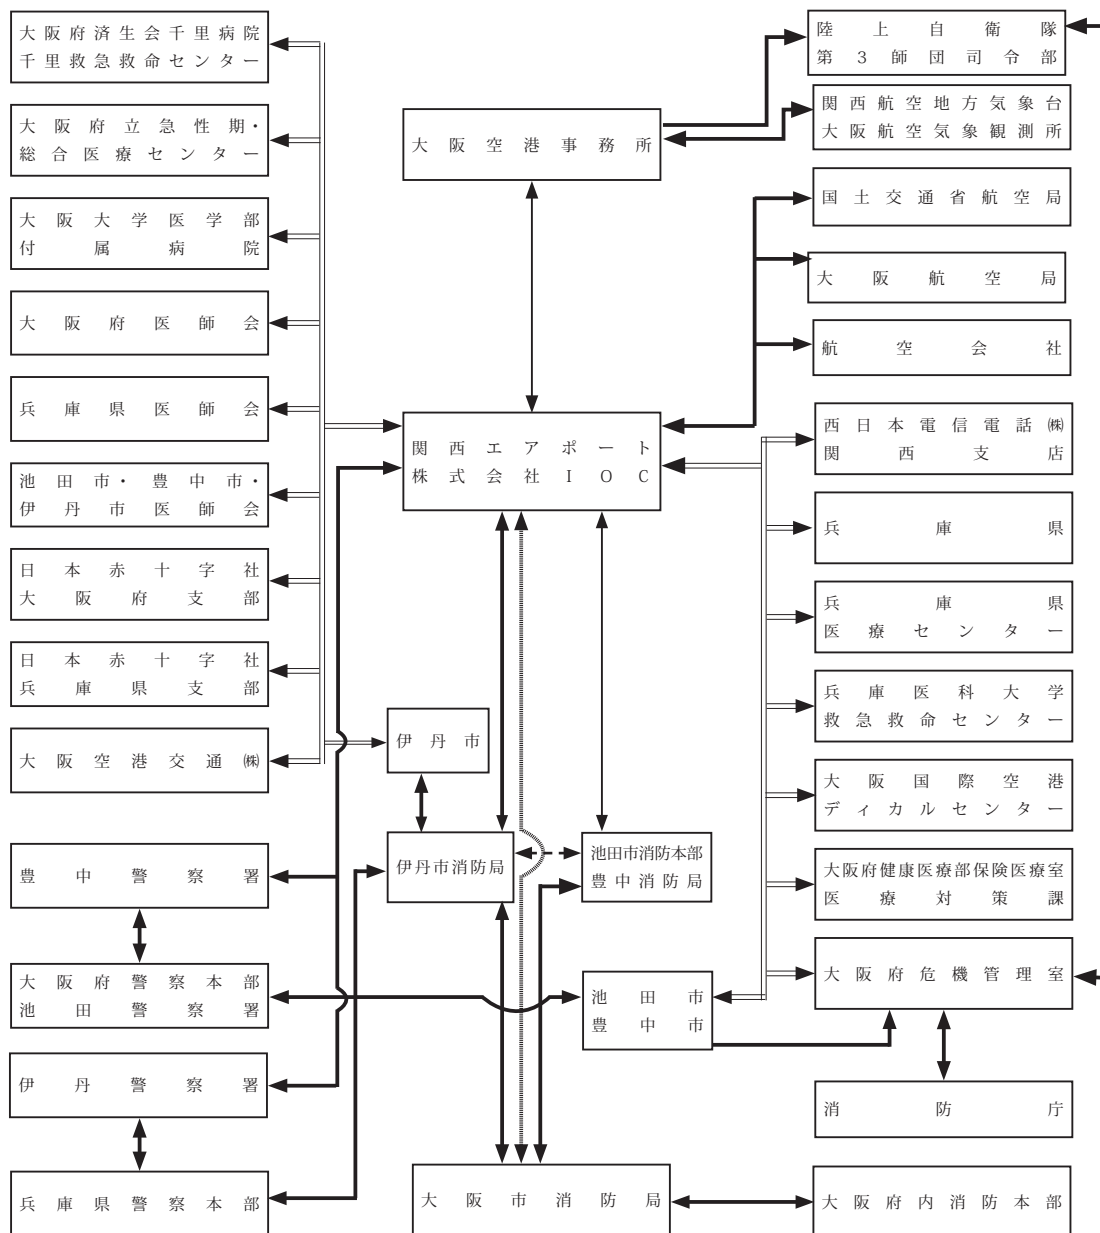 大阪府済生会千里病院
千里救急救命センター
大阪府立急性期・
総合医療センター
大阪大学医学部
付属病院
大阪府医師会
兵庫県医師会
池田市・豊中市・
伊丹市医師会
日本赤十字社
大阪府支部
日本赤十字社
兵庫県支部
大阪空港交通㈱
豊中警察署
大阪府警察本部
池田警察署
伊丹警察署
兵庫県警察本部
大阪空港事務所
関西エアポート
株式会社IOC
伊丹市
伊丹市消防局
池田市消防本部
豊中消防局
池田市
豊中市
大阪市消防局
陸上自衛隊
第3師団司令部
関西航空地方気象台
大阪航空気象観測所
国土交通省航空局
大阪航空局
航空会社
西日本電信電話㈱
関西支店
兵庫県
兵庫県
医療センター
兵庫医科大学
救急救命センター
大阪国際空港
ディカルセンター
大阪府健康医療部保険医療室
医療対策課
大阪府危機管理室
消防庁
大阪府内消防本部